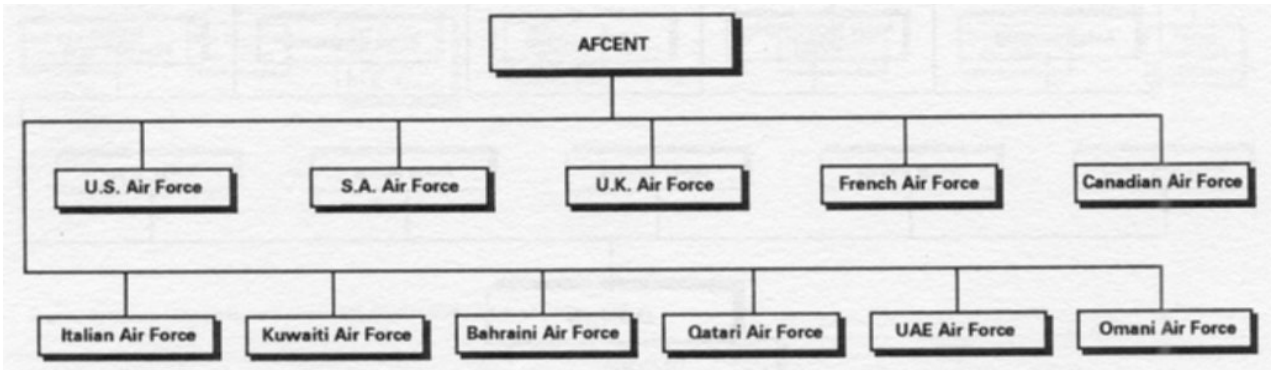 AFCENT
U.S. Air Force
S.A. Air Force
U.K. Air Force
French Air Force
Canadian Air Force
Italian Air Force
Kuwaiti Air Force
Bahraini Air Force
Qatari Air Force
UAE Air Force
Omani Air Force